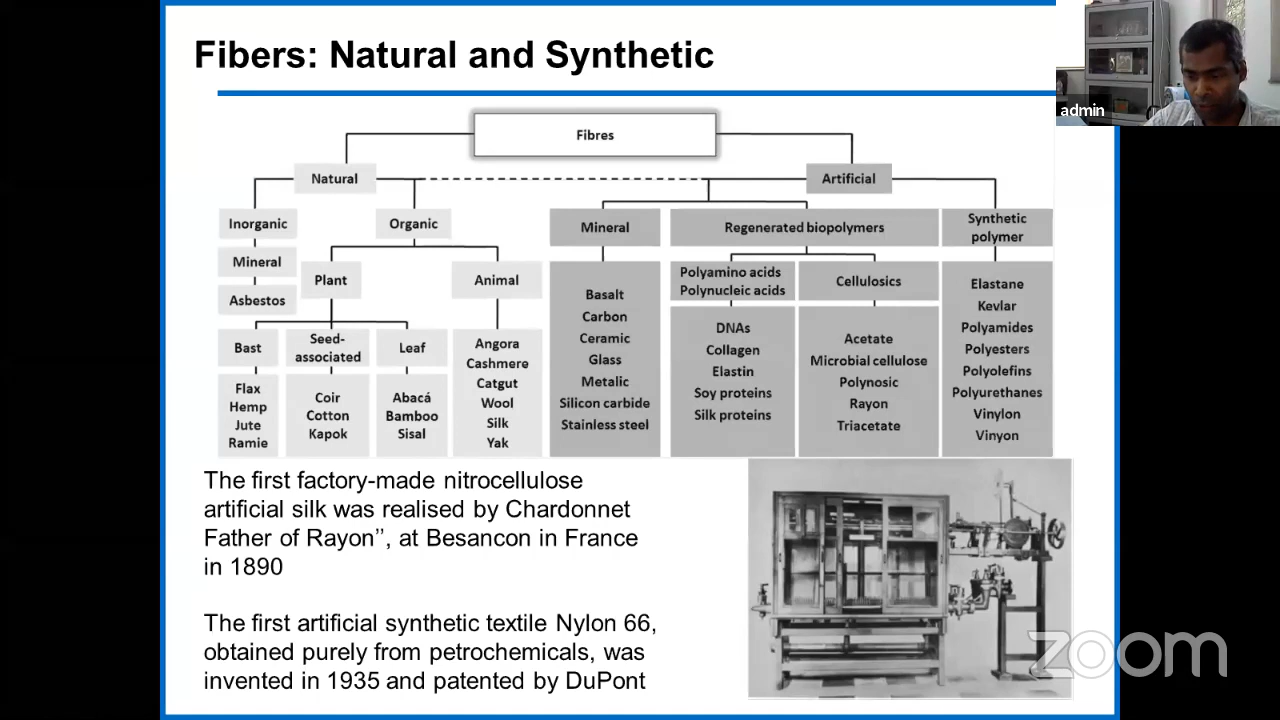 Fibers: Natural and Synthetic
admin
Fibres
Natural
Artificial
Inorganic
Organic
Mineral
Regenerated biopolymers
Synthetic
polymer
Mineral
Asbestos
Plant
Animal
Polyamino acids
Polynucleic acids
Cellulosics
Bast
Seed-
associated
Leaf
Flax
Hemp
Jute
Ramie
Coir
Cotton
Kapok
Abacá
Bamboo
Sisal
Angora
Cashmere
Catgut
Wool
Silk
Yak
Basalt
Carbon
Ceramic
Glass
Metalic
Silicon carbide
Stainless steel
DNAs
Collagen
Elastin
Soy proteins
Silk proteins
Acetate
Microbial cellulose
Polynosic
Rayon
Triacetate
Elastane
Kevlar
Polyamides
Polyesters
Polyolefins
Polyurethanes
Vinylon
Vinyon
The first factory-made nitrocellulose
artificial silk was realised by Chardonnet
Father of Rayon”, at Besancon in France
in 1890
The first artificial synthetic textile Nylon 66,
obtained purely from petrochemicals, was
invented in 1935 and patented by DuPont
zoom